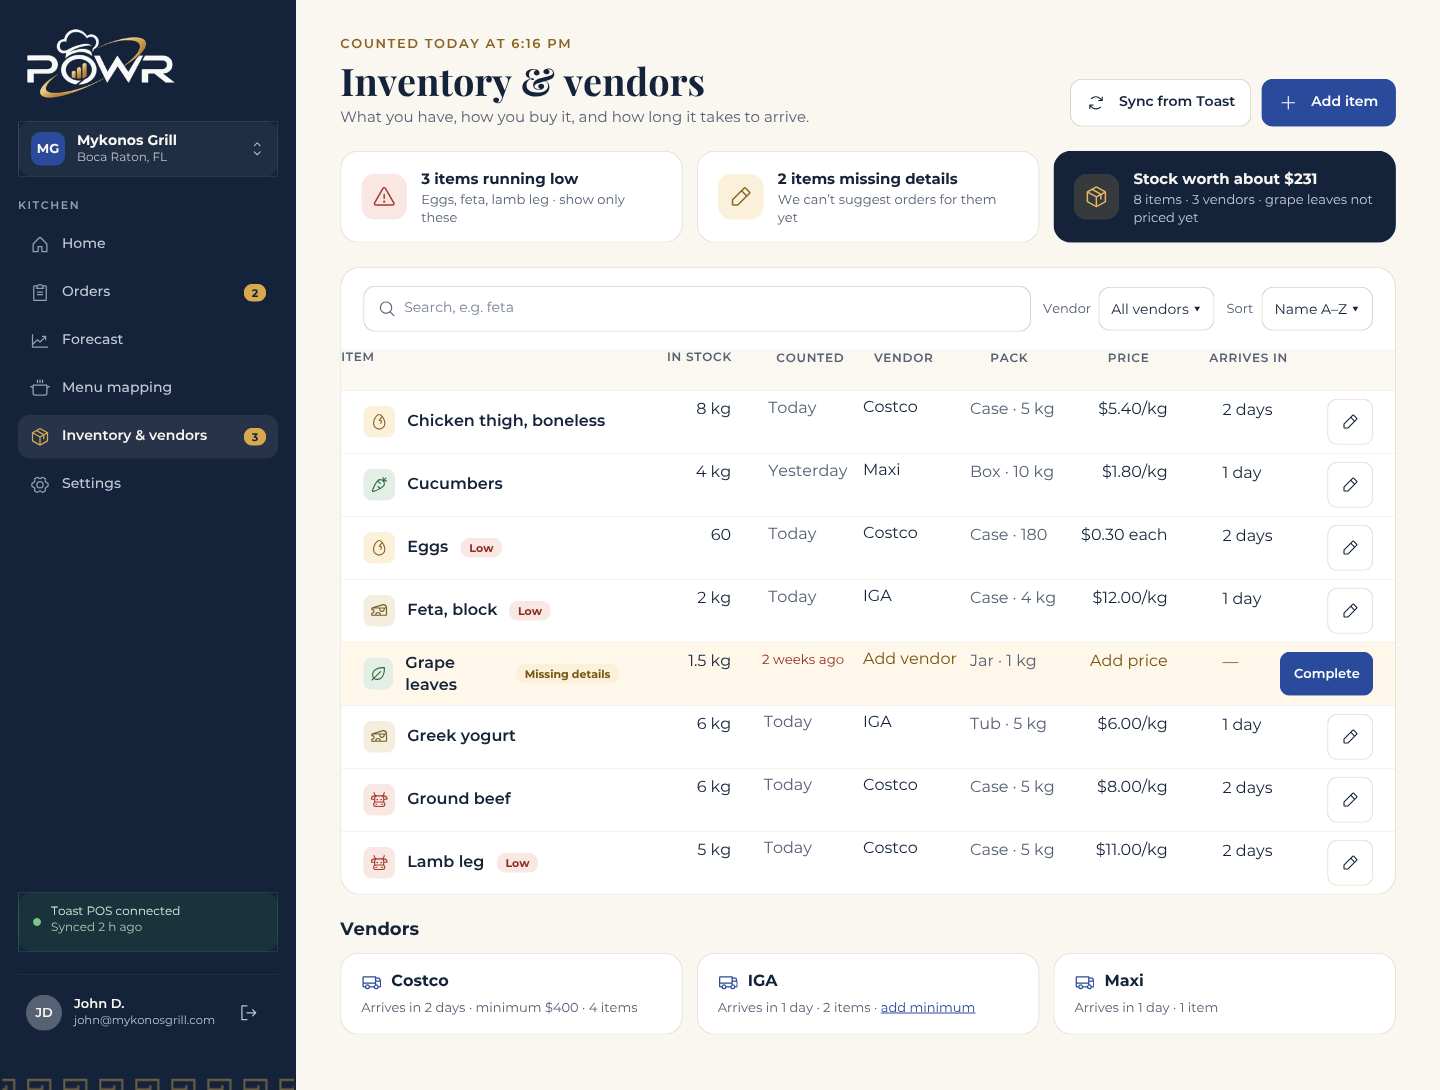 POWR
MG
Mykonos Grill
Boca Raton, FL
KITCHEN
Home
Orders 2
Forecast
Menu mapping
Inventory & vendors 3
Settings
Toast POS connected
Synced 2 h ago
JD
John D.
john@mykonosgrill.com
COUNTED TODAY AT 6:16 PM
Inventory & vendors
What you have, how you buy it, and how long it takes to arrive.
Sync from Toast
Add item
3 items running low
Eggs, feta, lamb leg · show only
these
2 items missing details
We can’t suggest orders for them
yet
Stock worth about $231
8 items · 3 vendors · grape leaves not
priced yet
Search, e.g. feta
Vendor All vendors ▾ Sort Name A–Z ▾
ITEM IN STOCK COUNTED VENDOR PACK PRICE ARRIVES IN
Chicken thigh, boneless 8 kg Today Costco Case · 5 kg $5.40/kg 2 days
Cucumbers 4 kg Yesterday Maxi Box · 10 kg $1.80/kg 1 day
Eggs Low 60 Today Costco Case · 180 $0.30 each 2 days
Feta, block Low 2 kg Today IGA Case · 4 kg $12.00/kg 1 day
Grape
leaves Missing details 1.5 kg 2 weeks ago Add vendor Jar · 1 kg Add price — Complete
Greek yogurt 6 kg Today IGA Tub · 5 kg $6.00/kg 1 day
Ground beef 6 kg Today Costco Case · 5 kg $8.00/kg 2 days
Lamb leg Low 5 kg Today Costco Case · 5 kg $11.00/kg 2 days
Vendors
Costco
Arrives in 2 days · minimum $400 · 4 items
IGA
Arrives in 1 day · 2 items · add minimum
Maxi
Arrives in 1 day · 1 item